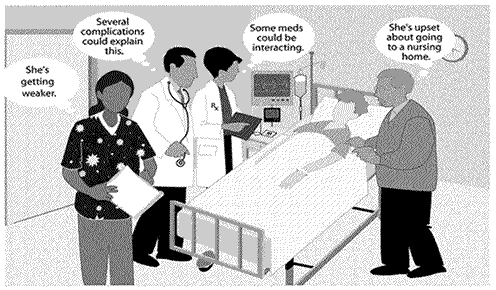 She's
getting
weaker.
Several
complications
could explain
this.
Some meds
could be
interacting.
She's upset
about going
to a nursing
home.
Rx